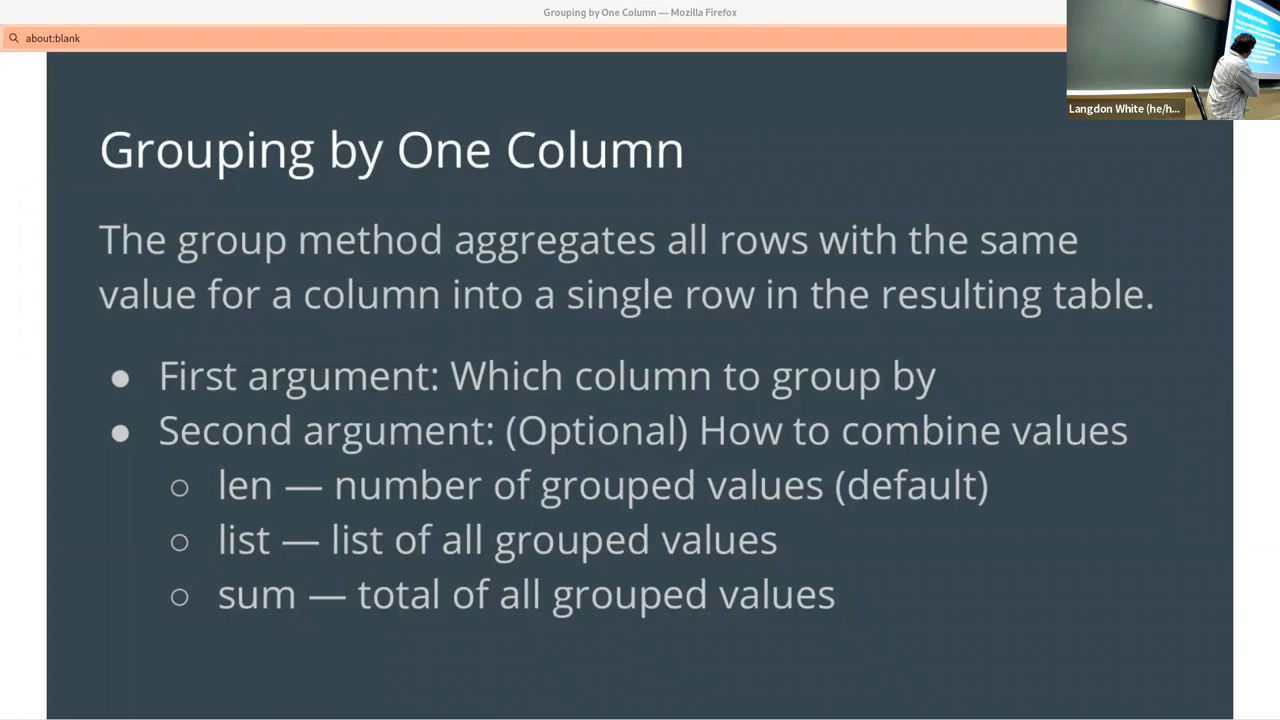 Grouping by One Column — Mozilla Firefox
about:blank
Langdon White (he/h...
Grouping by One Column
The group method aggregates all rows with the same
value for a column into a single row in the resulting table.
● First argument: Which column to group by
● Second argument: (Optional) How to combine values
○ len — number of grouped values (default)
○ list — list of all grouped values
○ sum — total of all grouped values